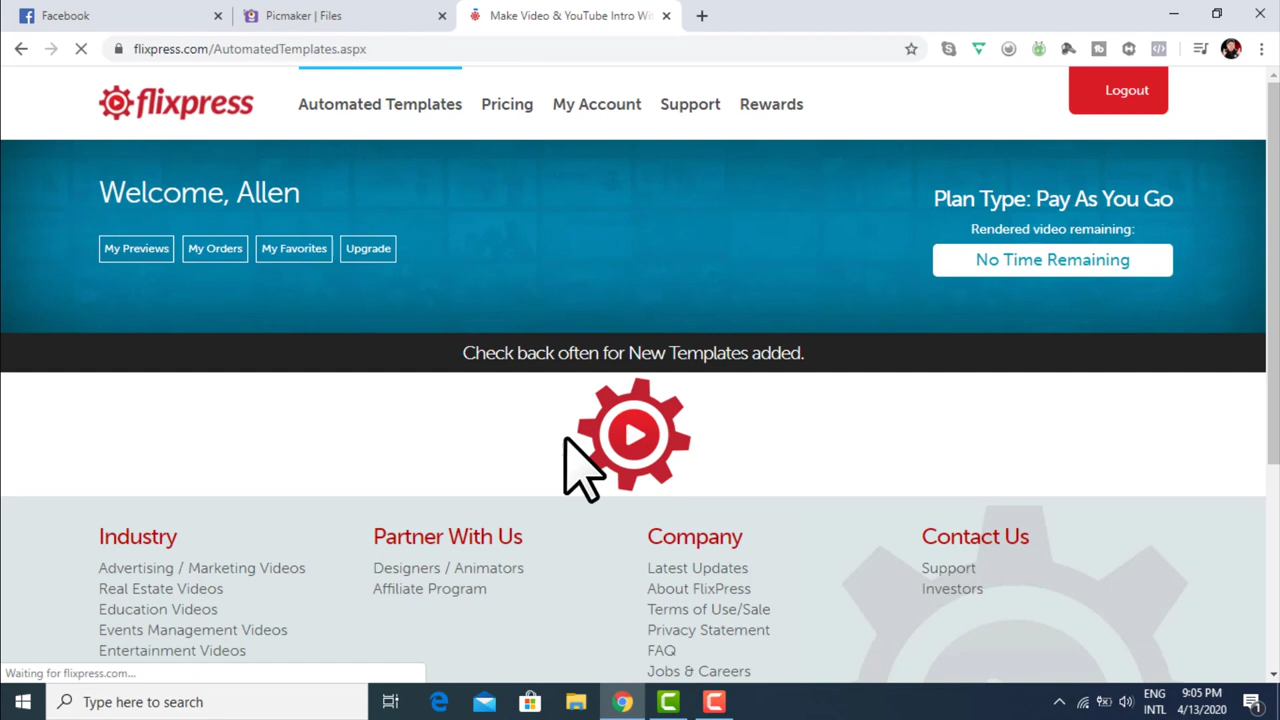 Facebook
Picmaker | Files
Make Video & YouTube Intro Wi
flixpress.com/AutomatedTemplates.aspx
flixpress
Automated Templates
Pricing
My Account
Support
Rewards
Logout
Welcome, Allen
My Previews
My Orders
My Favorites
Upgrade
Plan Type: Pay As You Go
Rendered video remaining:
No Time Remaining
Check back often for New Templates added.
Industry
Advertising / Marketing Videos
Real Estate Videos
Education Videos
Events Management Videos
Entertainment Videos
Partner With Us
Designers / Animators
Affiliate Program
Company
Latest Updates
About FlixPress
Terms of Use/Sale
Privacy Statement
FAQ
Jobs & Careers
Contact Us
Support
Investors
Waiting for flixpress.com...
Type here to search
ENG
INTL
9:05 PM
4/13/2020
1